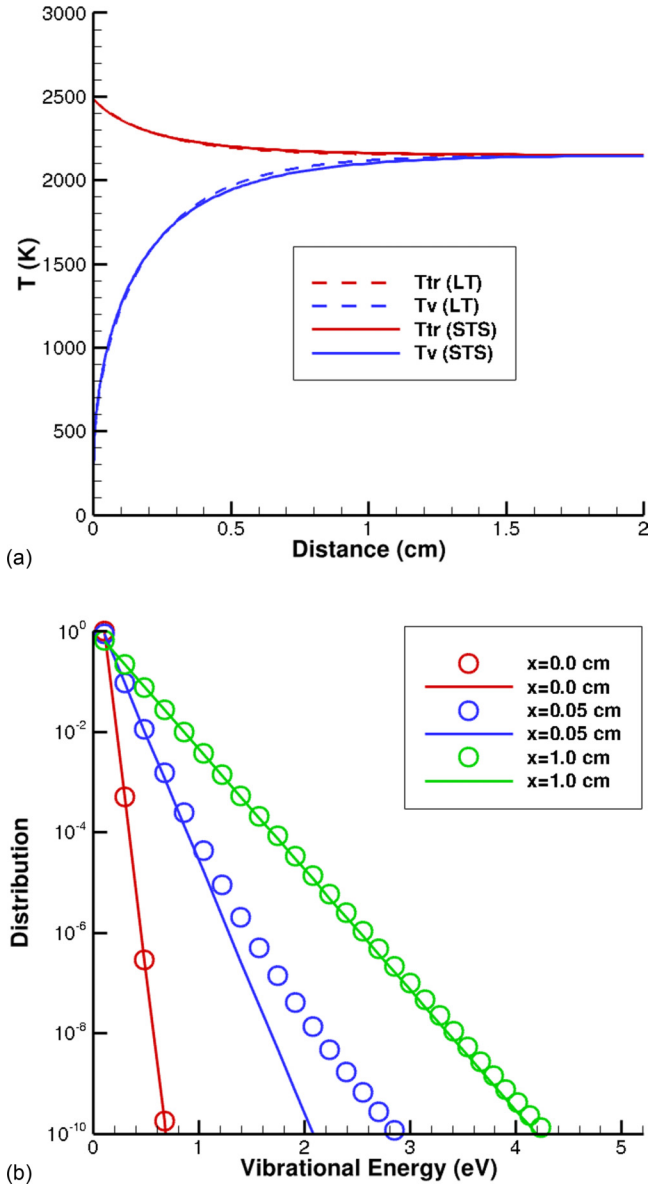 3000
2500
2000
1500
1000
500
0
T (K)
Ttr (LT)
Tv (LT)
Ttr (STS)
Tv (STS)
0 0.5 1 1.5 2
Distance (cm)
(a)
10^0
10^-2
10^-4
10^-6
10^-8
10^-10
Distribution
x=0.0 cm
x=0.0 cm
x=0.05 cm
x=0.05 cm
x=1.0 cm
x=1.0 cm
0 1 2 3 4 5
Vibrational Energy (eV)
(b)